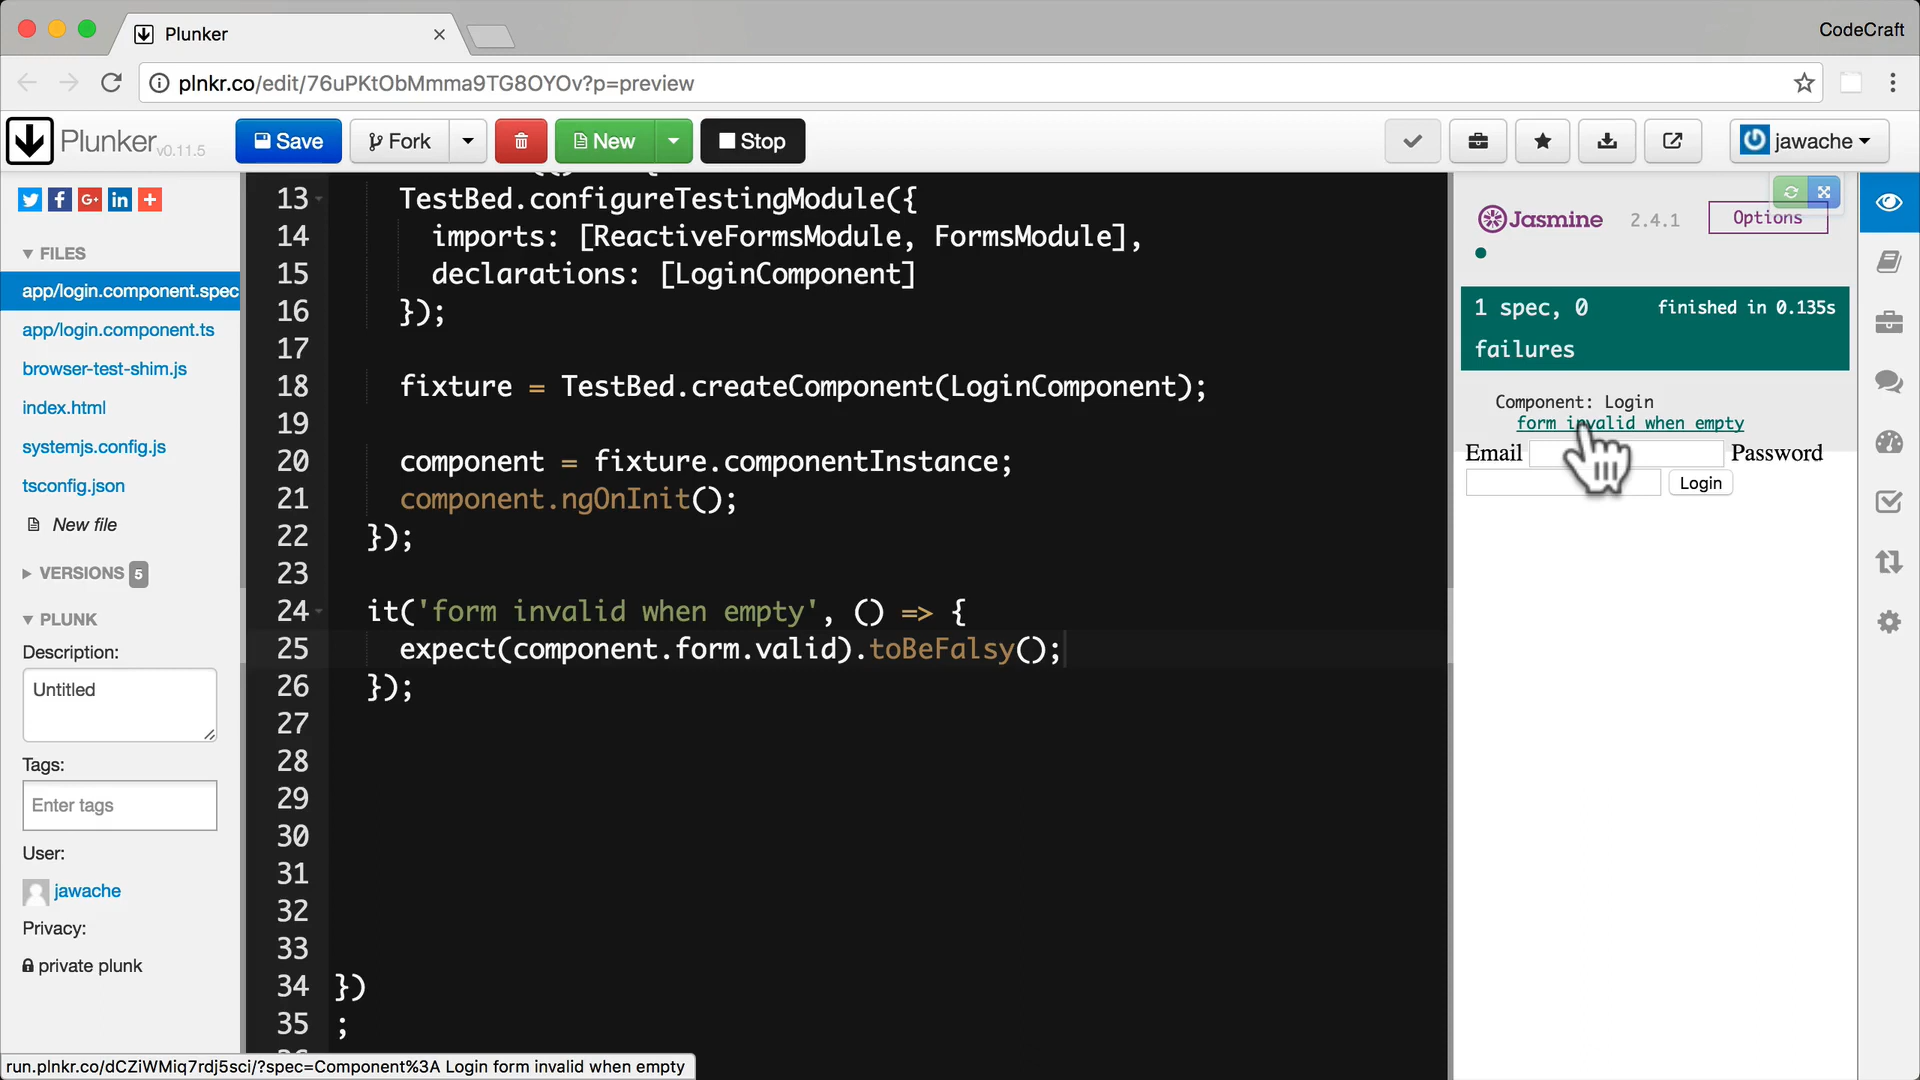 Plunker
CodeCraft
plnkr.co/edit/76uPKtObMmma9TG8OYOv?p=preview
Plunker v0.11.5
Save
Fork
New
Stop
jawache
FILES
app/login.component.spec
app/login.component.ts
browser-test-shim.js
index.html
systemjs.config.js
tsconfig.json
New file
VERSIONS 5
PLUNK
Description:
Untitled
Tags:
Enter tags
User:
jawache
Privacy:
private plunk
13 TestBed.configureTestingModule({
14 imports: [ReactiveFormsModule, FormsModule],
15 declarations: [LoginComponent]
16 });
17
18 fixture = TestBed.createComponent(LoginComponent);
19
20 component = fixture.componentInstance;
21 component.ngOnInit();
22 });
23
24 it('form invalid when empty', () => {
25 expect(component.form.valid).toBeFalsy();
26 });
27
28
29
30
31
32
33
34 })
35 ;
Jasmine 2.4.1 Options
1 spec, 0 failures
finished in 0.135s
Component: Login
form invalid when empty
Email
Password
Login
run.plnkr.co/dCZiWMiq7rdj5sci/?spec=Component%3A Login form invalid when empty